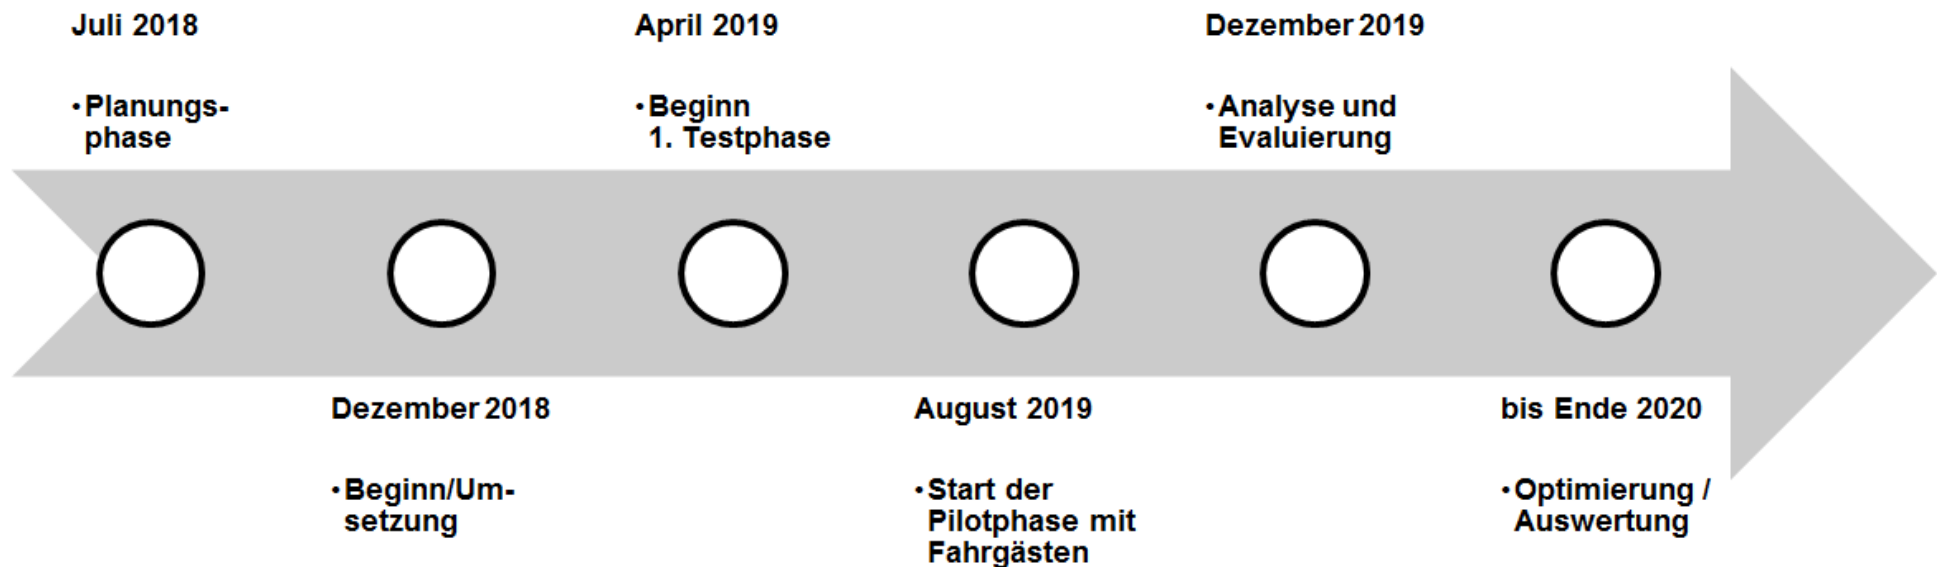 Juli 2018
•Planungs-
phase
Dezember 2018
•Beginn/Um-
setzung
April 2019
•Beginn
1. Testphase
August 2019
•Start der
Pilotphase mit
Fahrgästen
Dezember 2019
•Analyse und
Evaluierung
bis Ende 2020
•Optimierung /
Auswertung